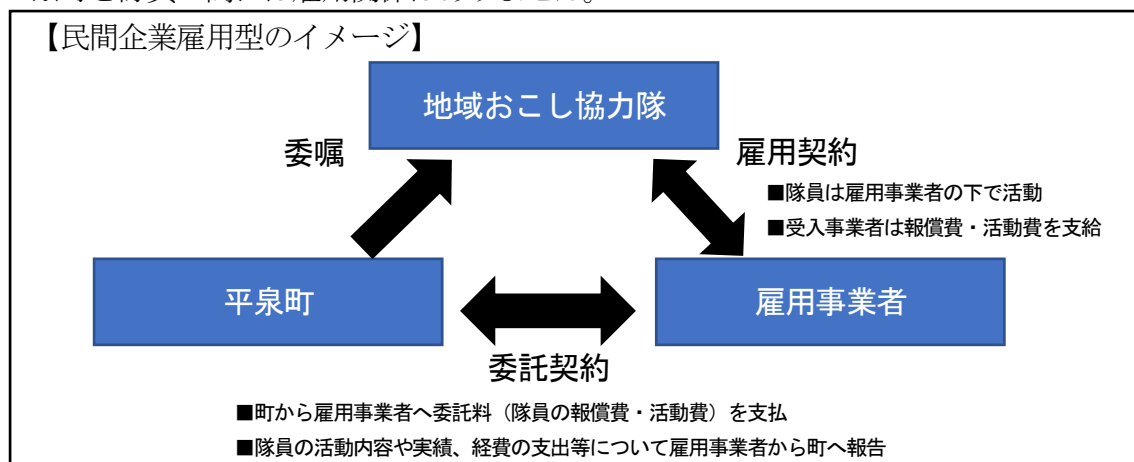 【民間企業雇用型のイメージ】
地域おこし協力隊
委嘱
雇用契約
■隊員は雇用事業者の下で活動
■受入事業者は報償費・活動費を支給
平泉町
雇用事業者
委託契約
■町から雇用事業者へ委託料（隊員の報償費・活動費）を支払
■隊員の活動内容や実績、経費の支出等について雇用事業者から町へ報告